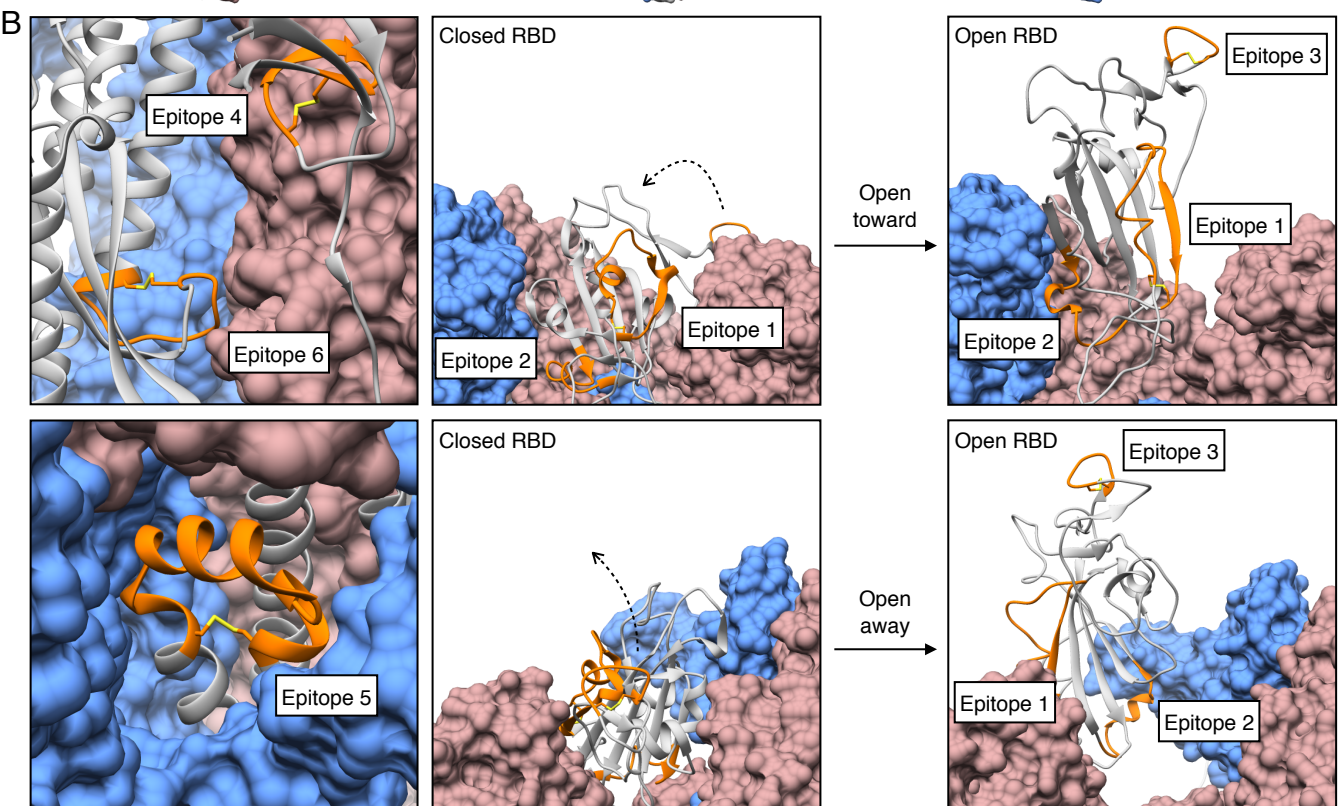 B
Epitope 4
Epitope 6
Closed RBD
Epitope 1
Epitope 2
Open
toward
Open RBD
Epitope 3
Epitope 1
Epitope 2
Epitope 5
Closed RBD
Open
away
Open RBD
Epitope 3
Epitope 1
Epitope 2